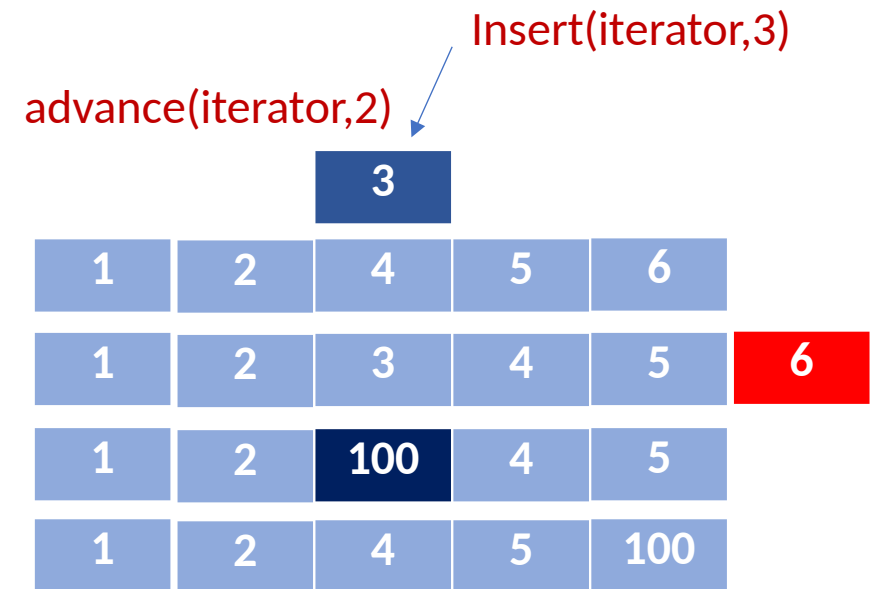 Insert(iterator,3)
advance(iterator,2)
3
1 2 4 5 6
1 2 3 4 5 6
1 2 100 4 5
1 2 4 5 100